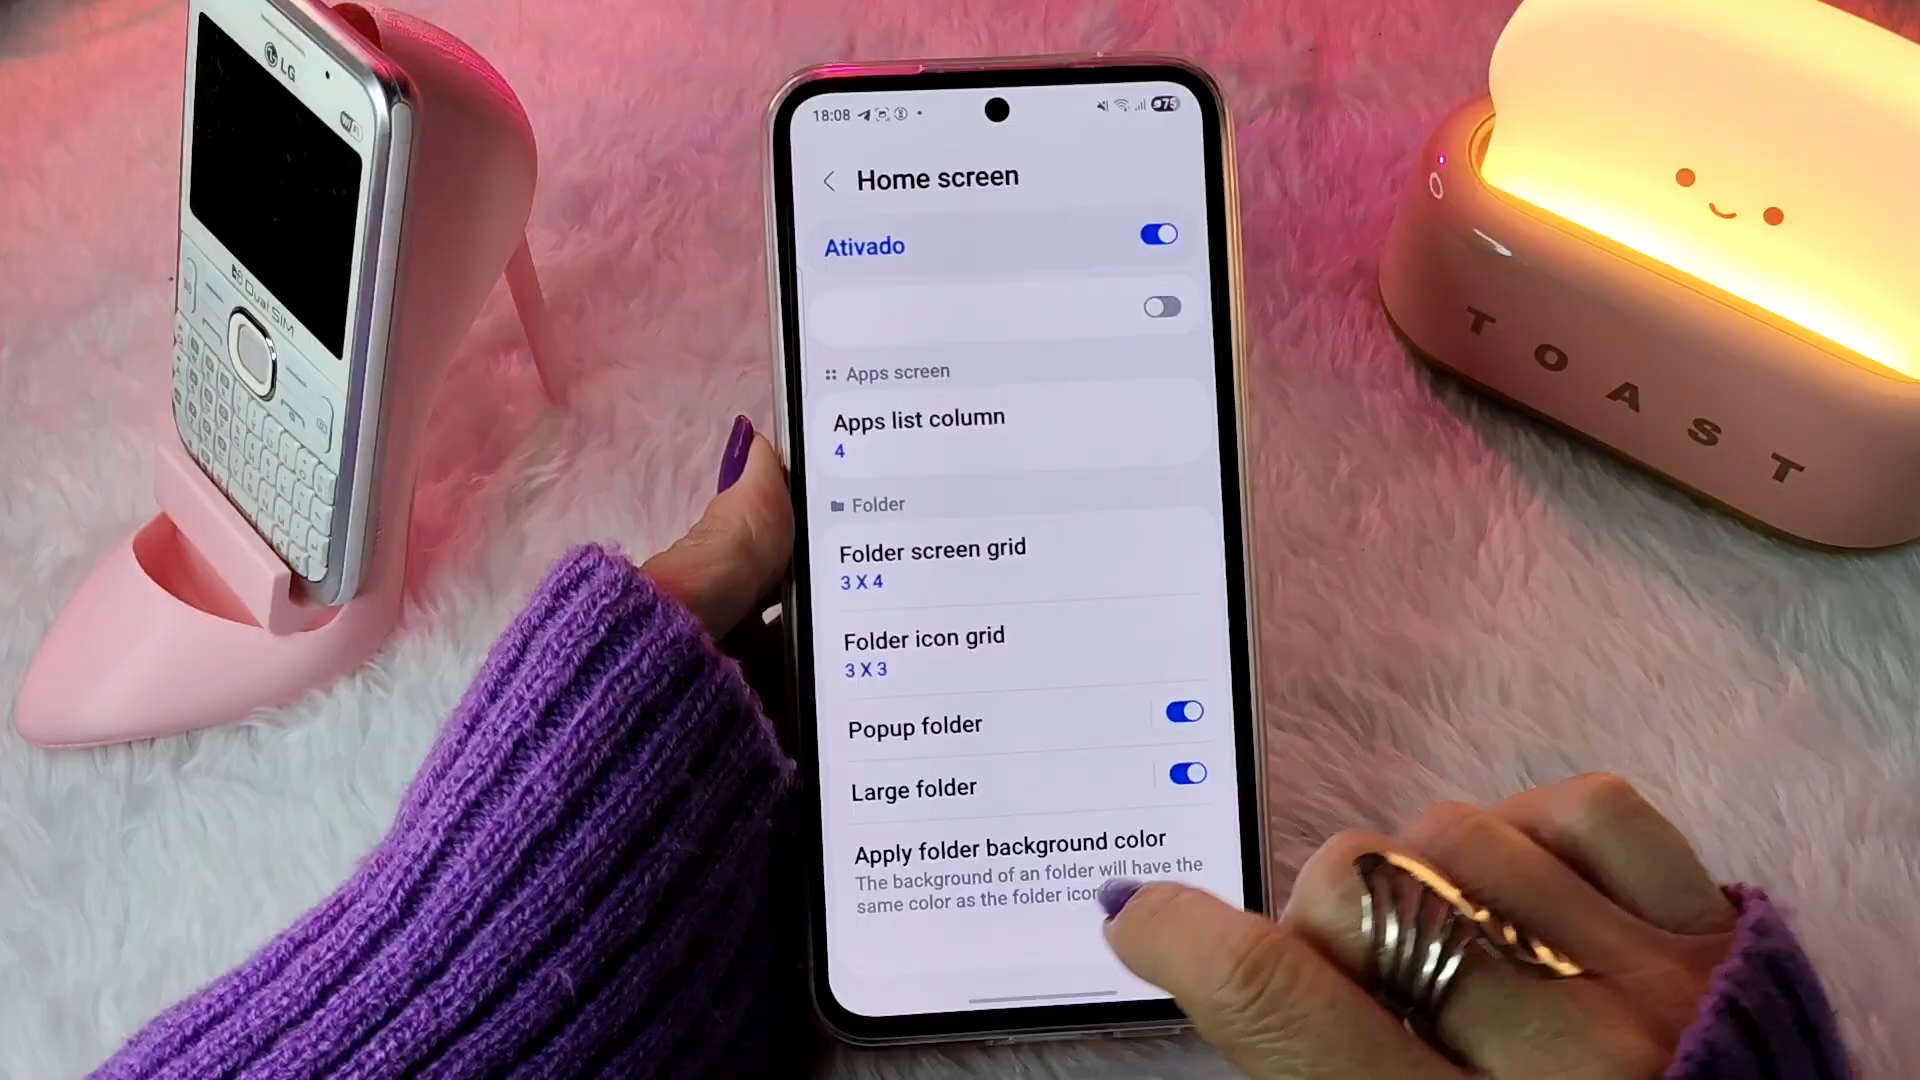 LG
WiFi
Dual SIM
18:08
75
Home screen
Ativado
Apps screen
Apps list column
4
Folder
Folder screen grid
3 X 4
Folder icon grid
3 X 3
Popup folder
Large folder
Apply folder background color
The background of an folder will have the
same color as the folder icon
TOAST